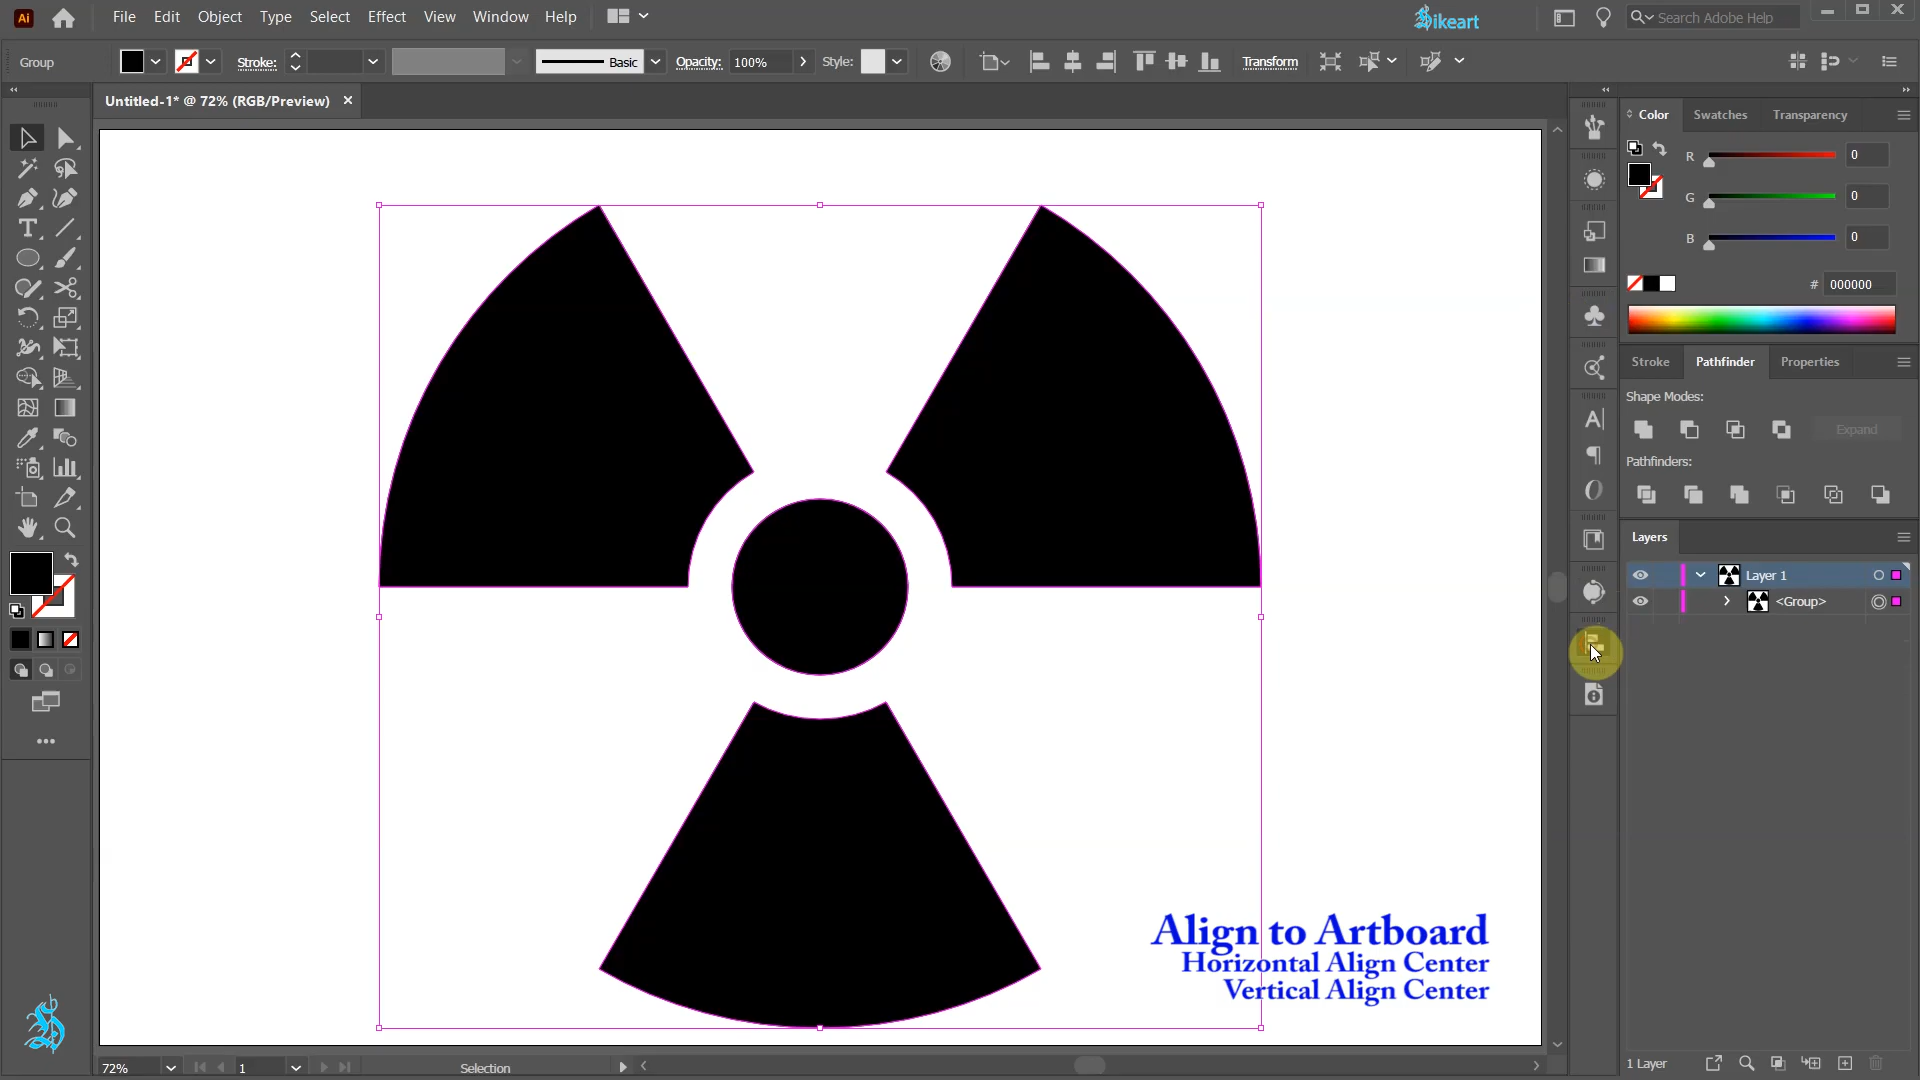 Ai File Edit Object Type Select Effect View Window Help
Sikeart
Search Adobe Help
Group Stroke: Basic Opacity: 100% Style: Transform
Untitled-1* @ 72% (RGB/Preview)
Color Swatches Transparency
R 0
G 0
B 0
# 000000
Stroke Pathfinder Properties
Shape Modes:
Expand
Pathfinders:
Layers
Layer 1
<Group>
Align to Artboard
Horizontal Align Center
Vertical Align Center
72% 1 Selection
1 Layer